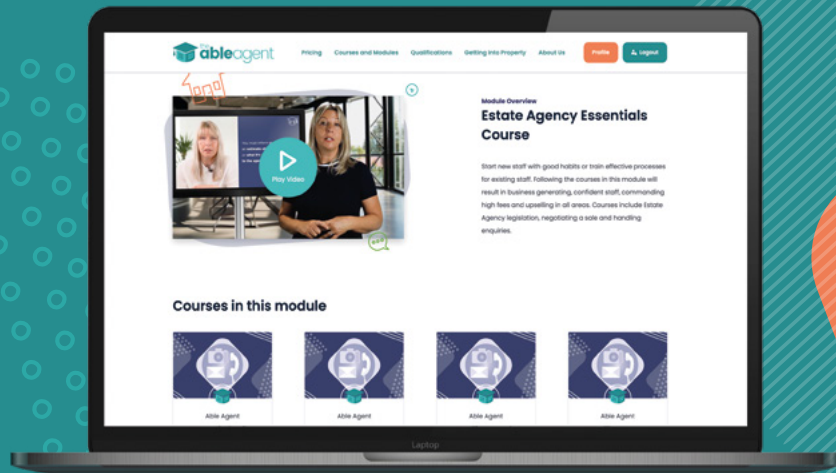 the
ableagent
Pricing
Courses and Modules
Qualifications
Getting Into Property
About Us
Profile
Logout
Play Video
Module Overview
Estate Agency Essentials
Course
Start new staff with good habits or train effective processes
for existing staff. Following the courses in this module will
result in business generating, confident staff, commanding
high fees and upselling in all areas. Courses include Estate
Agency legislation, negotiating a sale and handling
enquiries.
Courses in this module
Able Agent
Able Agent
Able Agent
Able Agent
Laptop